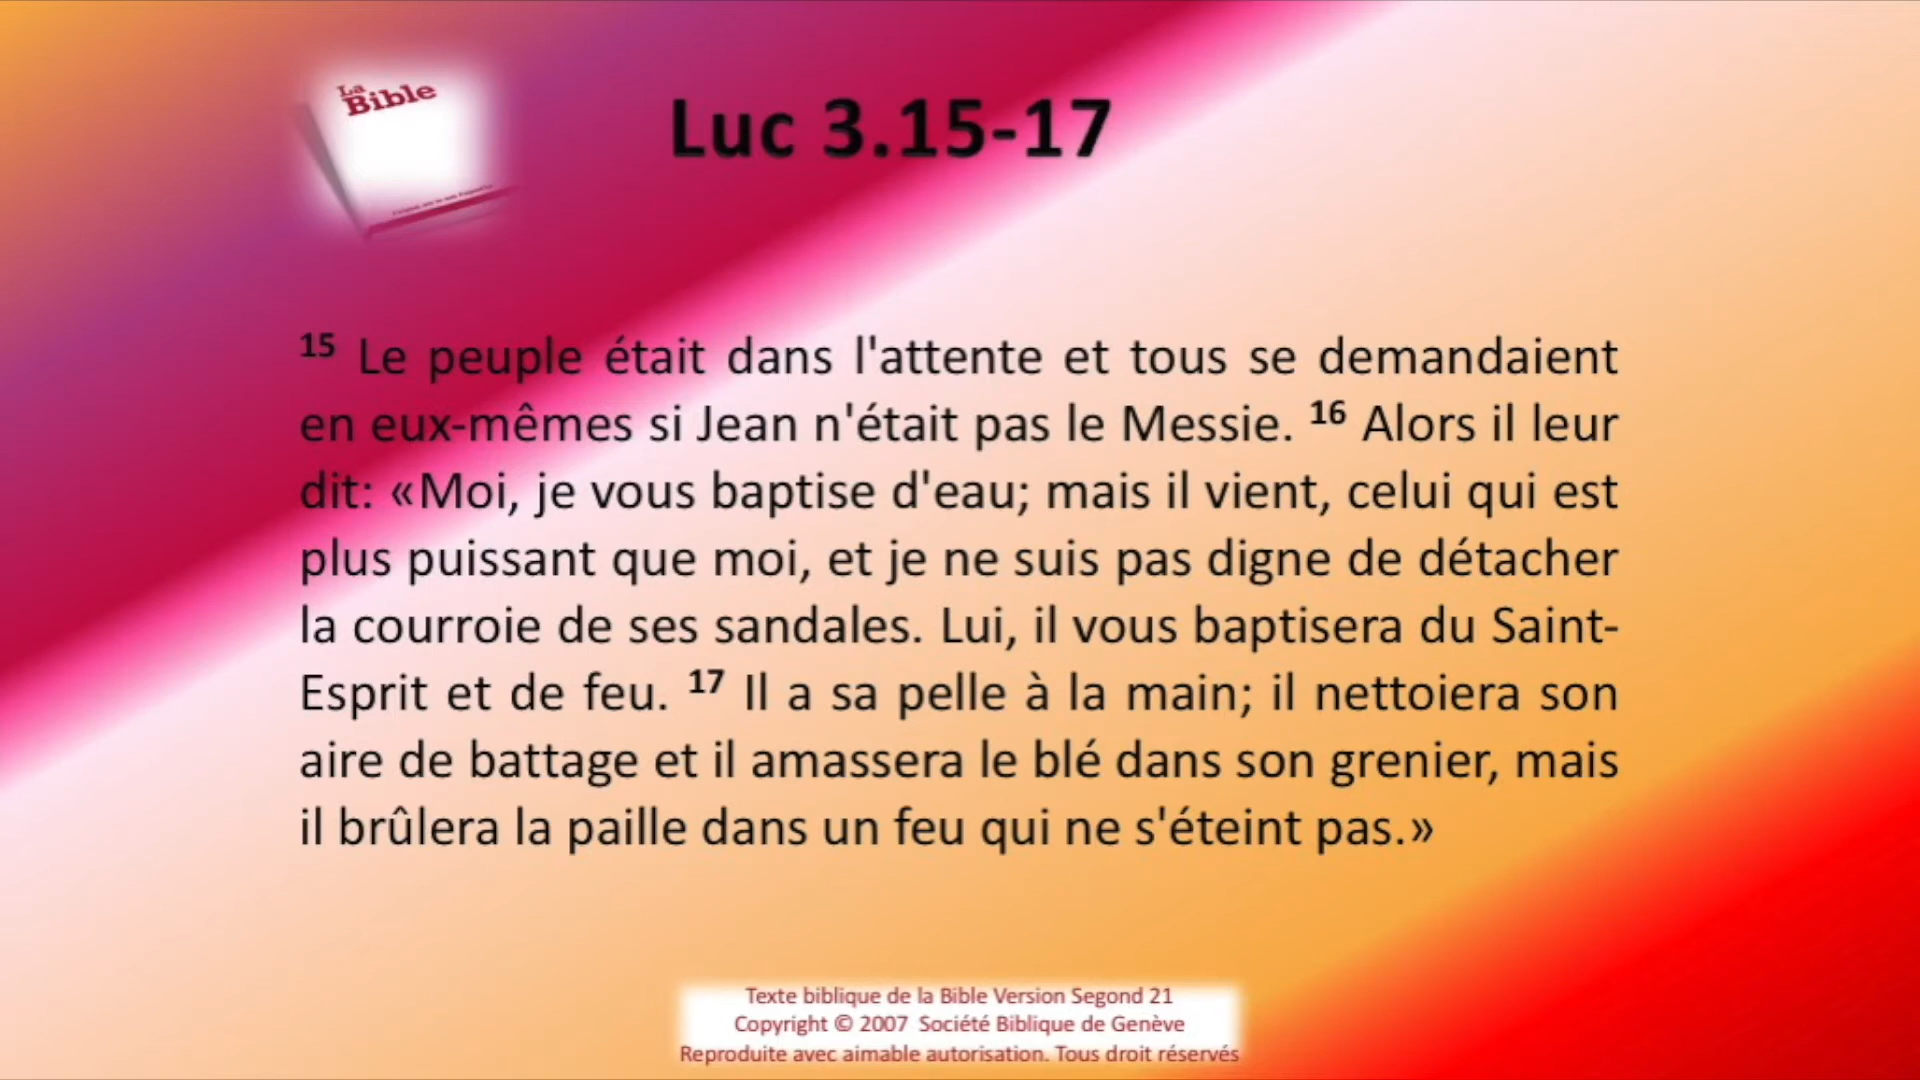 La
Bible
Luc 3.15-17
15 Le peuple était dans l'attente et tous se demandaient
en eux-mêmes si Jean n'était pas le Messie. 16 Alors il leur
dit: «Moi, je vous baptise d'eau; mais il vient, celui qui est
plus puissant que moi, et je ne suis pas digne de détacher
la courroie de ses sandales. Lui, il vous baptisera du Saint-
Esprit et de feu. 17 Il a sa pelle à la main; il nettoiera son
aire de battage et il amassera le blé dans son grenier, mais
il brûlera la paille dans un feu qui ne s'éteint pas.»
Texte biblique de la Bible Version Segond 21
Copyright © 2007 Société Biblique de Genève
Reproduite avec aimable autorisation. Tous droit réservés